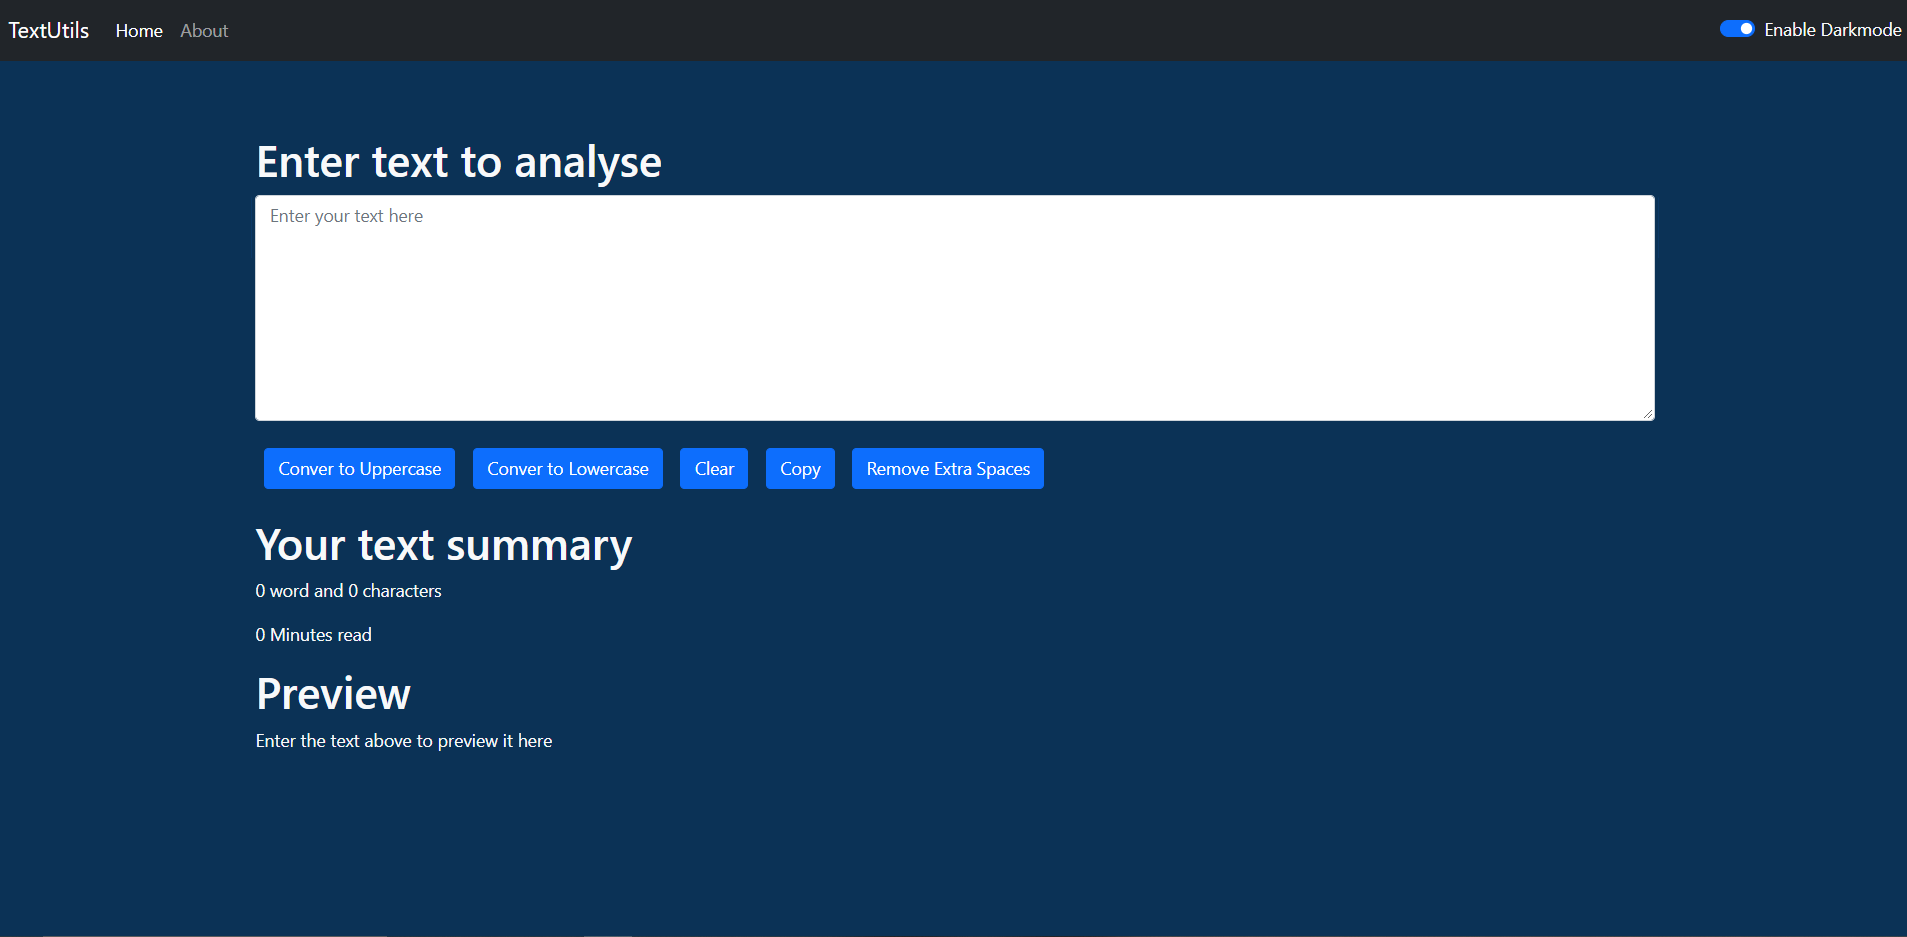 TextUtils Home About Enable Darkmode
Enter text to analyse
Enter your text here
Conver to Uppercase Conver to Lowercase Clear Copy Remove Extra Spaces
Your text summary
0 word and 0 characters
0 Minutes read
Preview
Enter the text above to preview it here